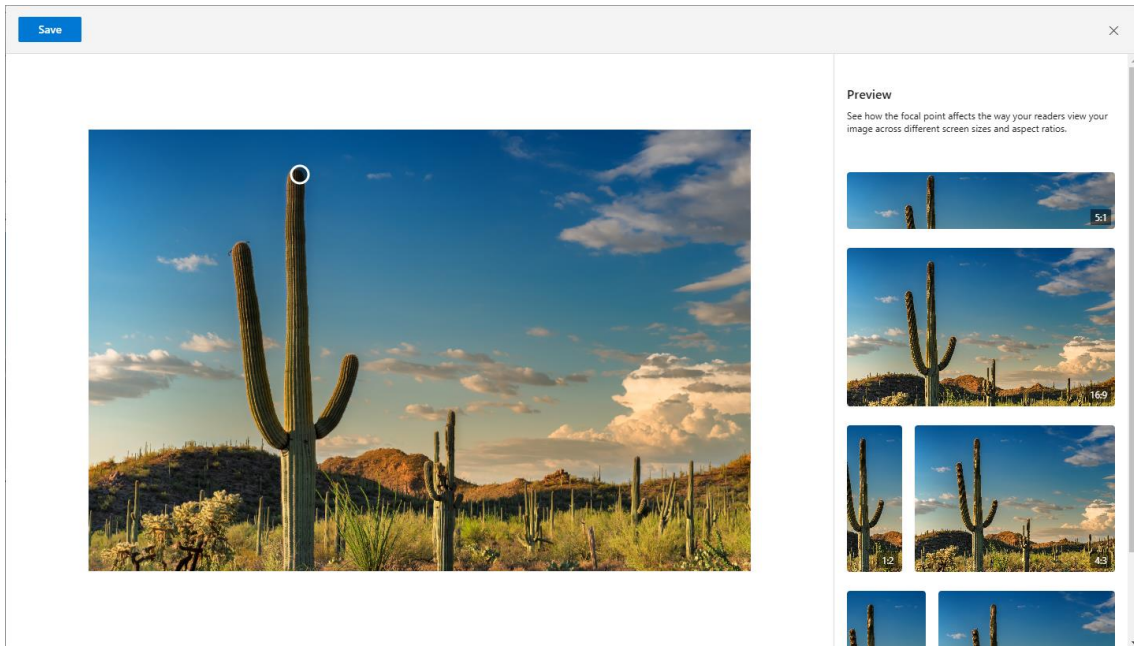 Save
Preview
See how the focal point affects the way your readers view your
image across different screen sizes and aspect ratios.
5:1
16:9
1:2
4:3